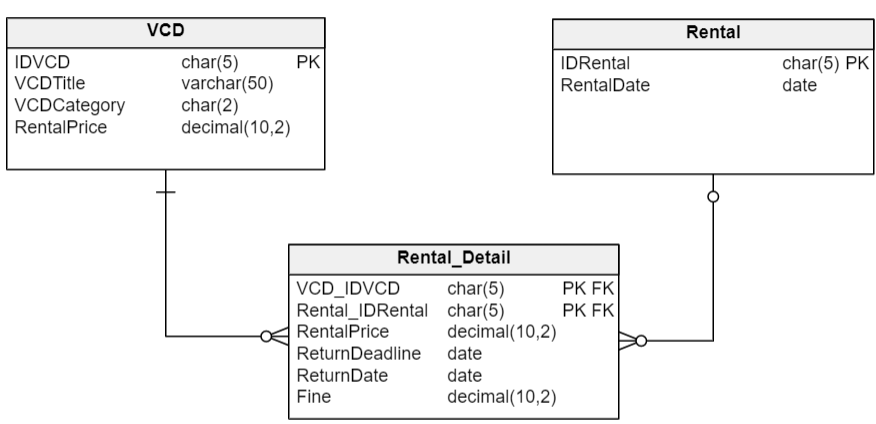 VCD
IDVCD char(5) PK
VCDTitle varchar(50)
VCDCategory char(2)
RentalPrice decimal(10,2)
Rental
IDRental char(5) PK
RentalDate date
Rental_Detail
VCD_IDVCD char(5) PK FK
Rental_IDRental char(5) PK FK
RentalPrice decimal(10,2)
ReturnDeadline date
ReturnDate date
Fine decimal(10,2)